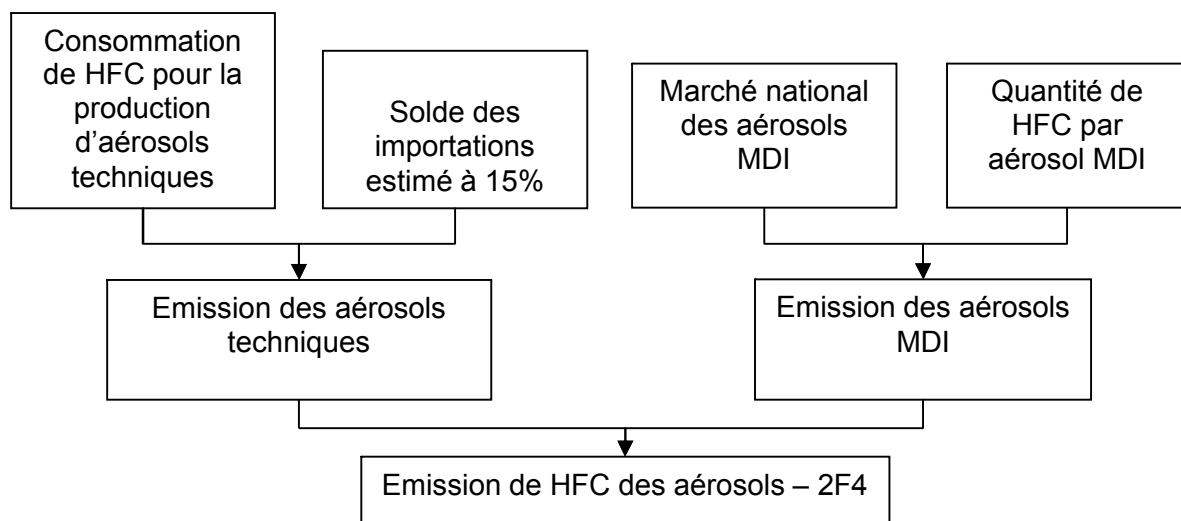 Consommation
de HFC pour la
production
d’aérosols
techniques
Solde des
importations
estimé à 15%
Marché national
des aérosols
MDI
Quantité de
HFC par
aérosol MDI
Emission des aérosols
techniques
Emission des aérosols
MDI
Emission de HFC des aérosols – 2F4